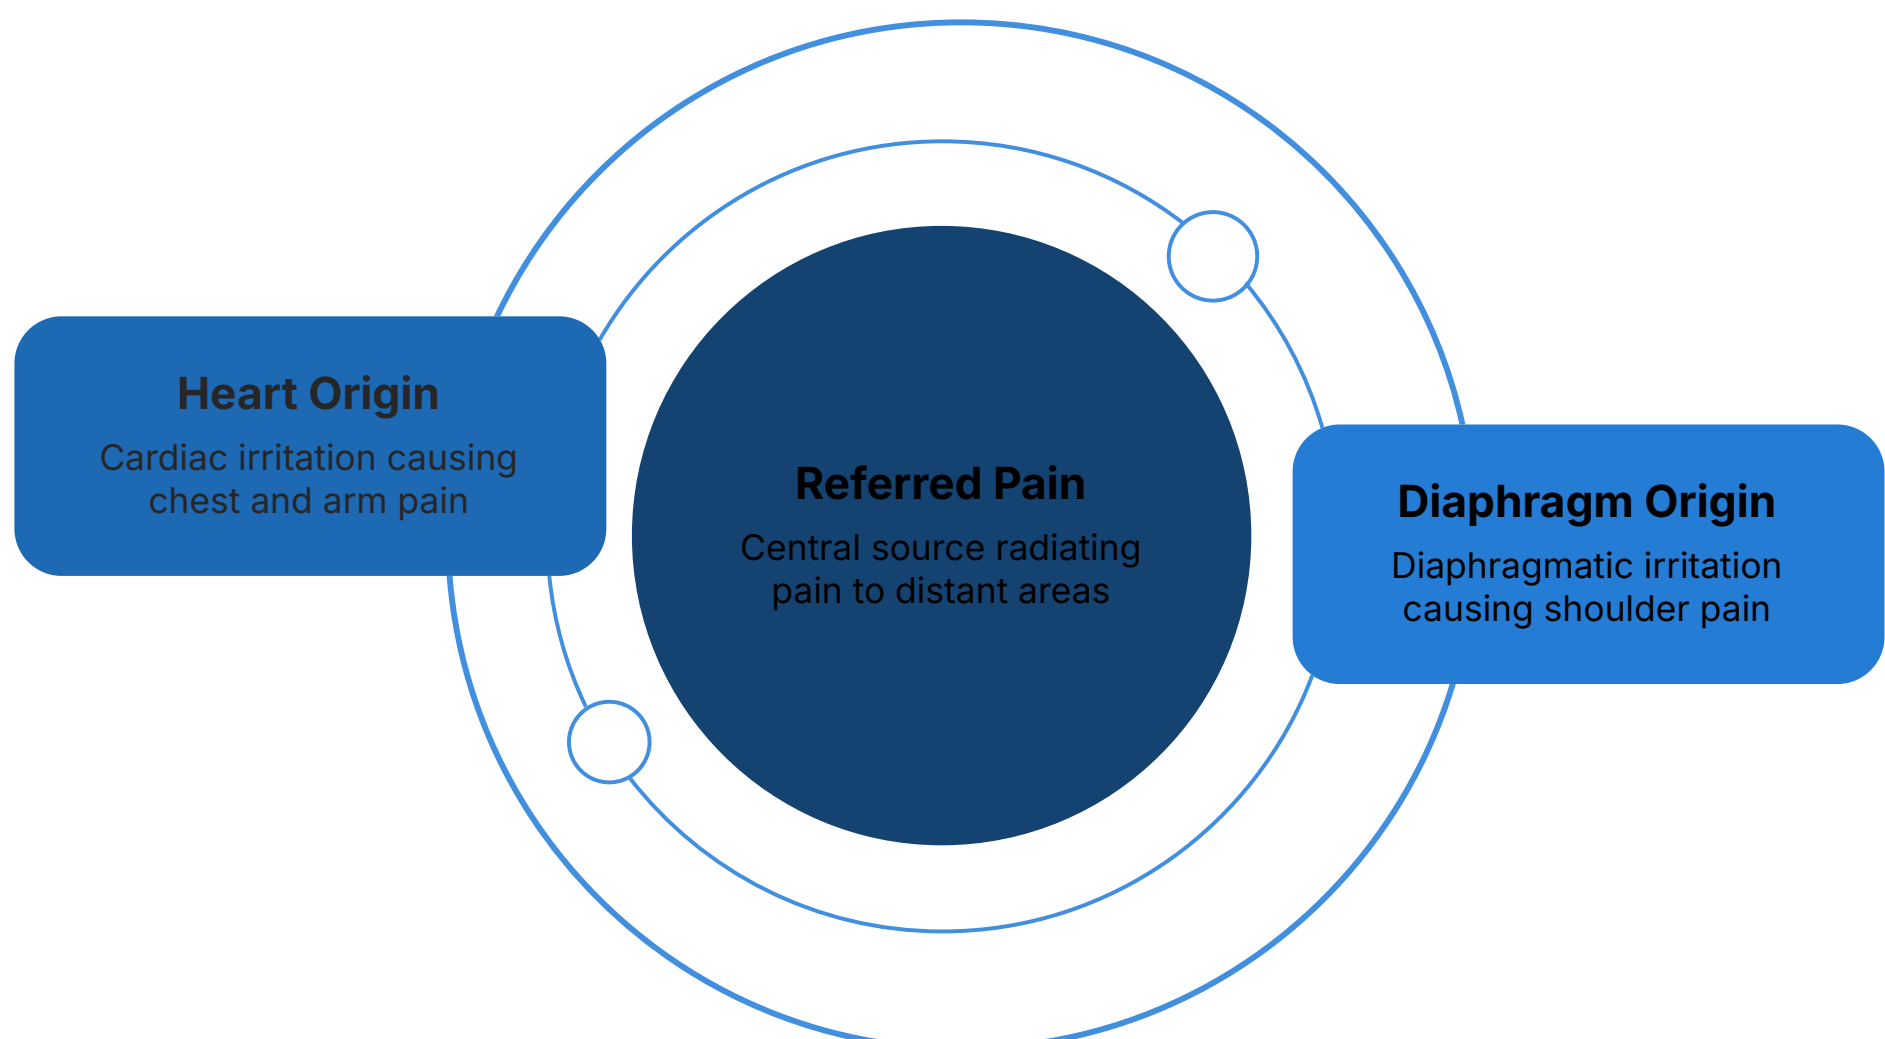 Heart Origin
Cardiac irritation causing
chest and arm pain
Referred Pain
Central source radiating
pain to distant areas
Diaphragm Origin
Diaphragmatic irritation
causing shoulder pain